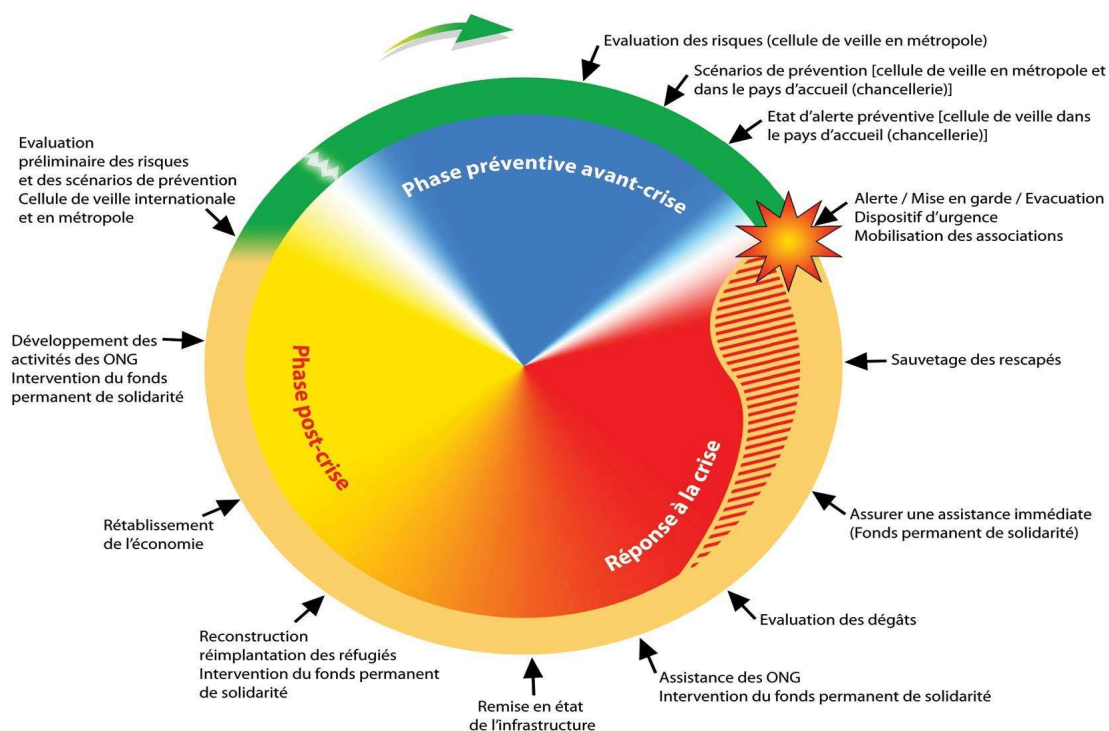 Evaluation des risques (cellule de veille en métropole)
Scénarios de prévention [cellule de veille en métropole et
dans le pays d'accueil (chancellerie)]
Etat d'alerte préventive [cellule de veille dans
le pays d'accueil (chancellerie)]
Alerte / Mise en garde / Evacuation
Dispositif d'urgence
Mobilisation des associations
Sauvetage des rescapés
Assurer une assistance immédiate
(Fonds permanent de solidarité)
Evaluation des dégâts
Assistance des ONG
Intervention du fonds permanent de solidarité
Remise en état
de l'infrastructure
Reconstruction
réimplantation des réfugiés
Intervention du fonds permanent
de solidarité
Rétablissement
de l'économie
Développement des
activités des ONG
Intervention du fonds
permanent de solidarité
Evaluation
préliminaire des risques
et des scénarios de prévention
Cellule de veille internationale
et en métropole
Phase préventive avant-crise
Réponse à la crise
Phase post-crise